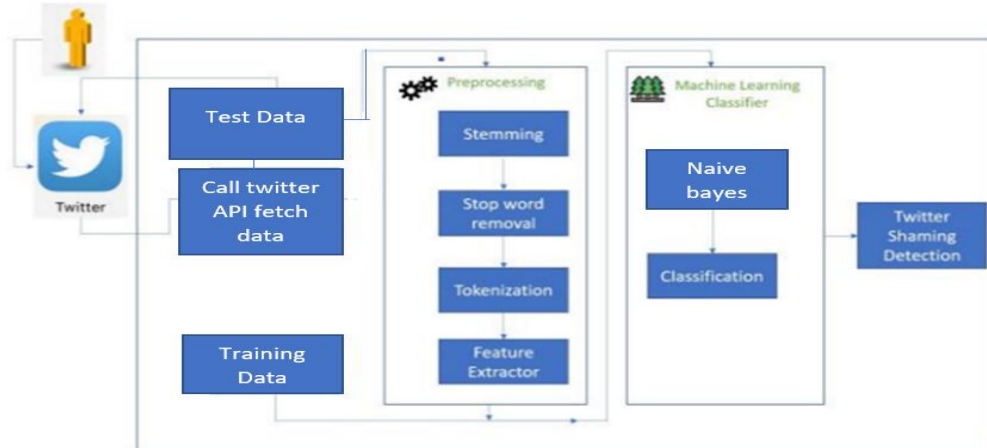 Twitter
Test Data
Call twitter
API fetch
data
Training
Data
Preprocessing
Stemming
Stop word
removal
Tokenization
Feature
Extractor
Machine Learning
Classifier
Naive
bayes
Classification
Twitter
Shaming
Detection